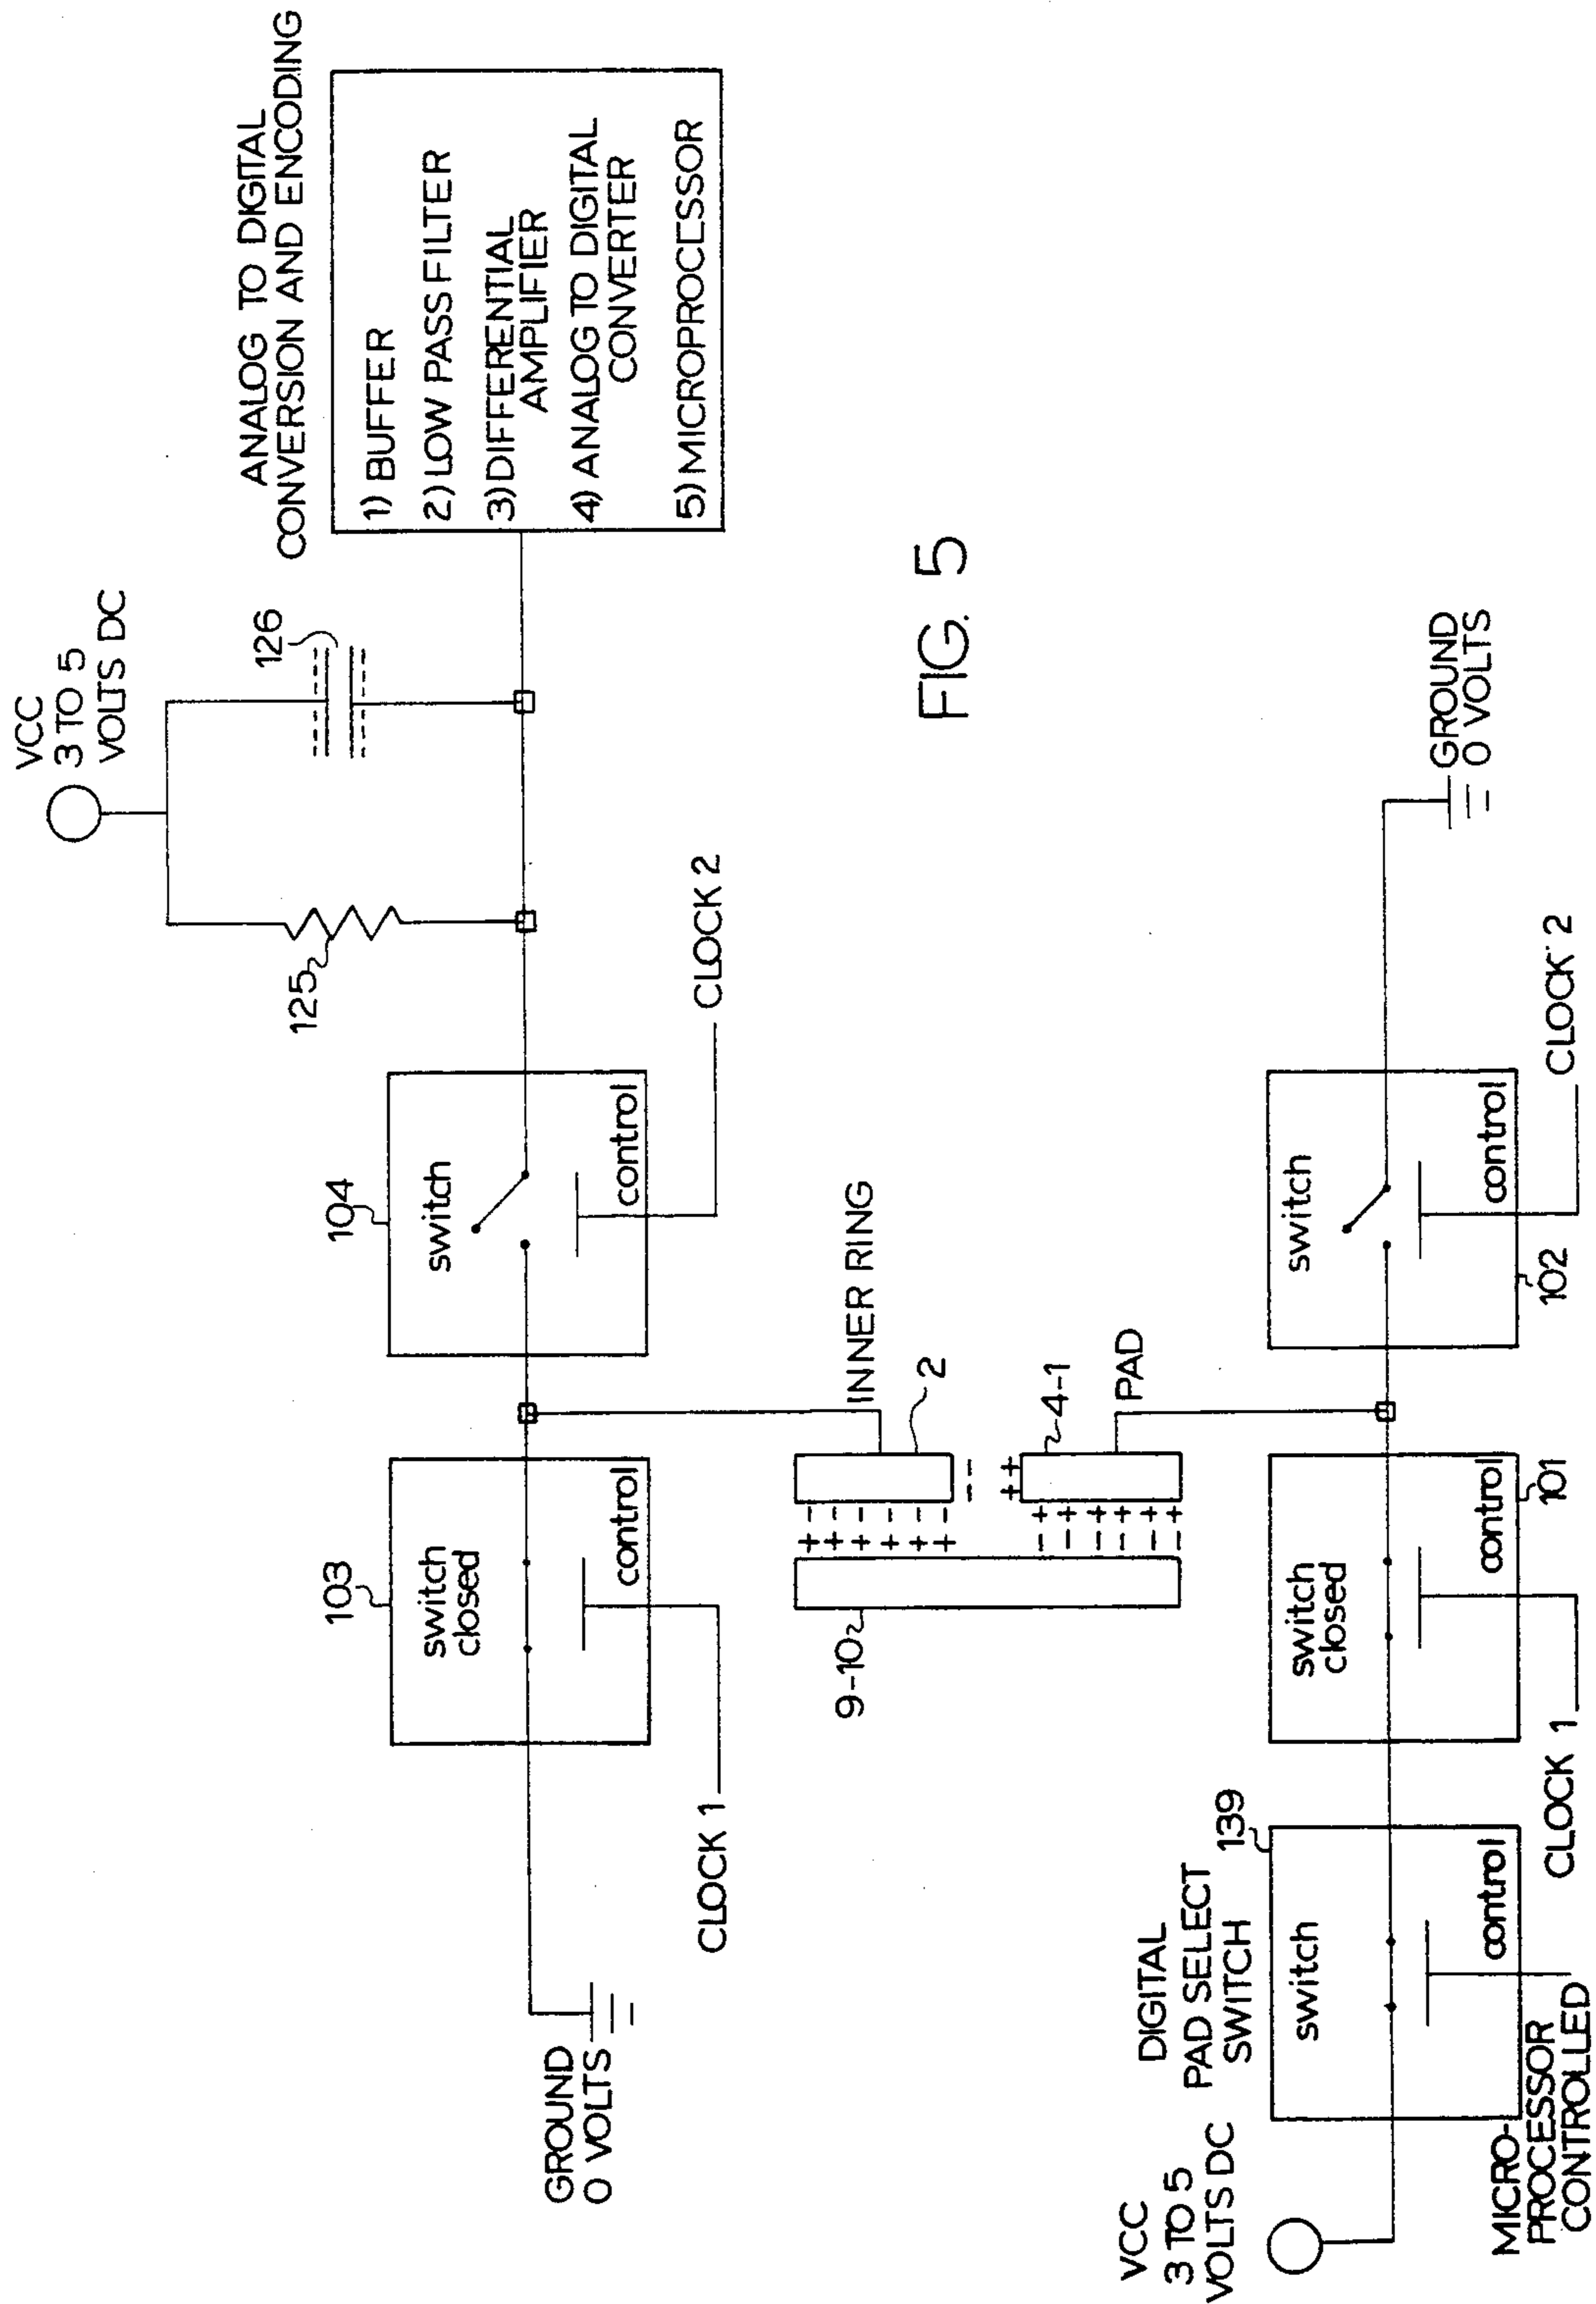 VCC
3 TO 5
VOLTS DC
ANALOG TO DIGITAL
CONVERSION AND ENCODING
1) BUFFER
2) LOW PASS FILTER
3) DIFFERENTIAL
AMPLIFIER
4) ANALOG TO DIGITAL
CONVERTER
5) MICROPROCESSOR
125
126
103
switch
closed
control
104
switch
control
GROUND
0 VOLTS
CLOCK 1
CLOCK 2
INNER RING
2
9-10
4-1
PAD
+ - + - + - + - + - + -
- -
+ +
- + - + - + - + - + - +
FIG. 5
VCC
3 TO 5
VOLTS DC
DIGITAL
PAD SELECT
SWITCH
139
switch
control
MICRO-
PROCESSOR
CONTROLLED
switch
closed
control
101
CLOCK 1
switch
control
102
CLOCK 2
GROUND
0 VOLTS